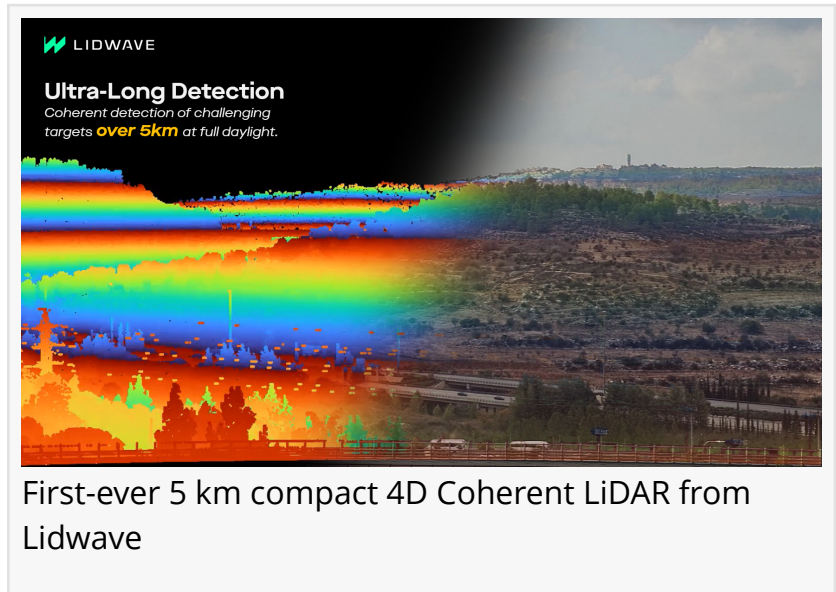 LIDWAVE
Ultra-Long Detection
Coherent detection of challenging
targets over 5km at full daylight.
First-ever 5 km compact 4D Coherent LiDAR from
Lidwave